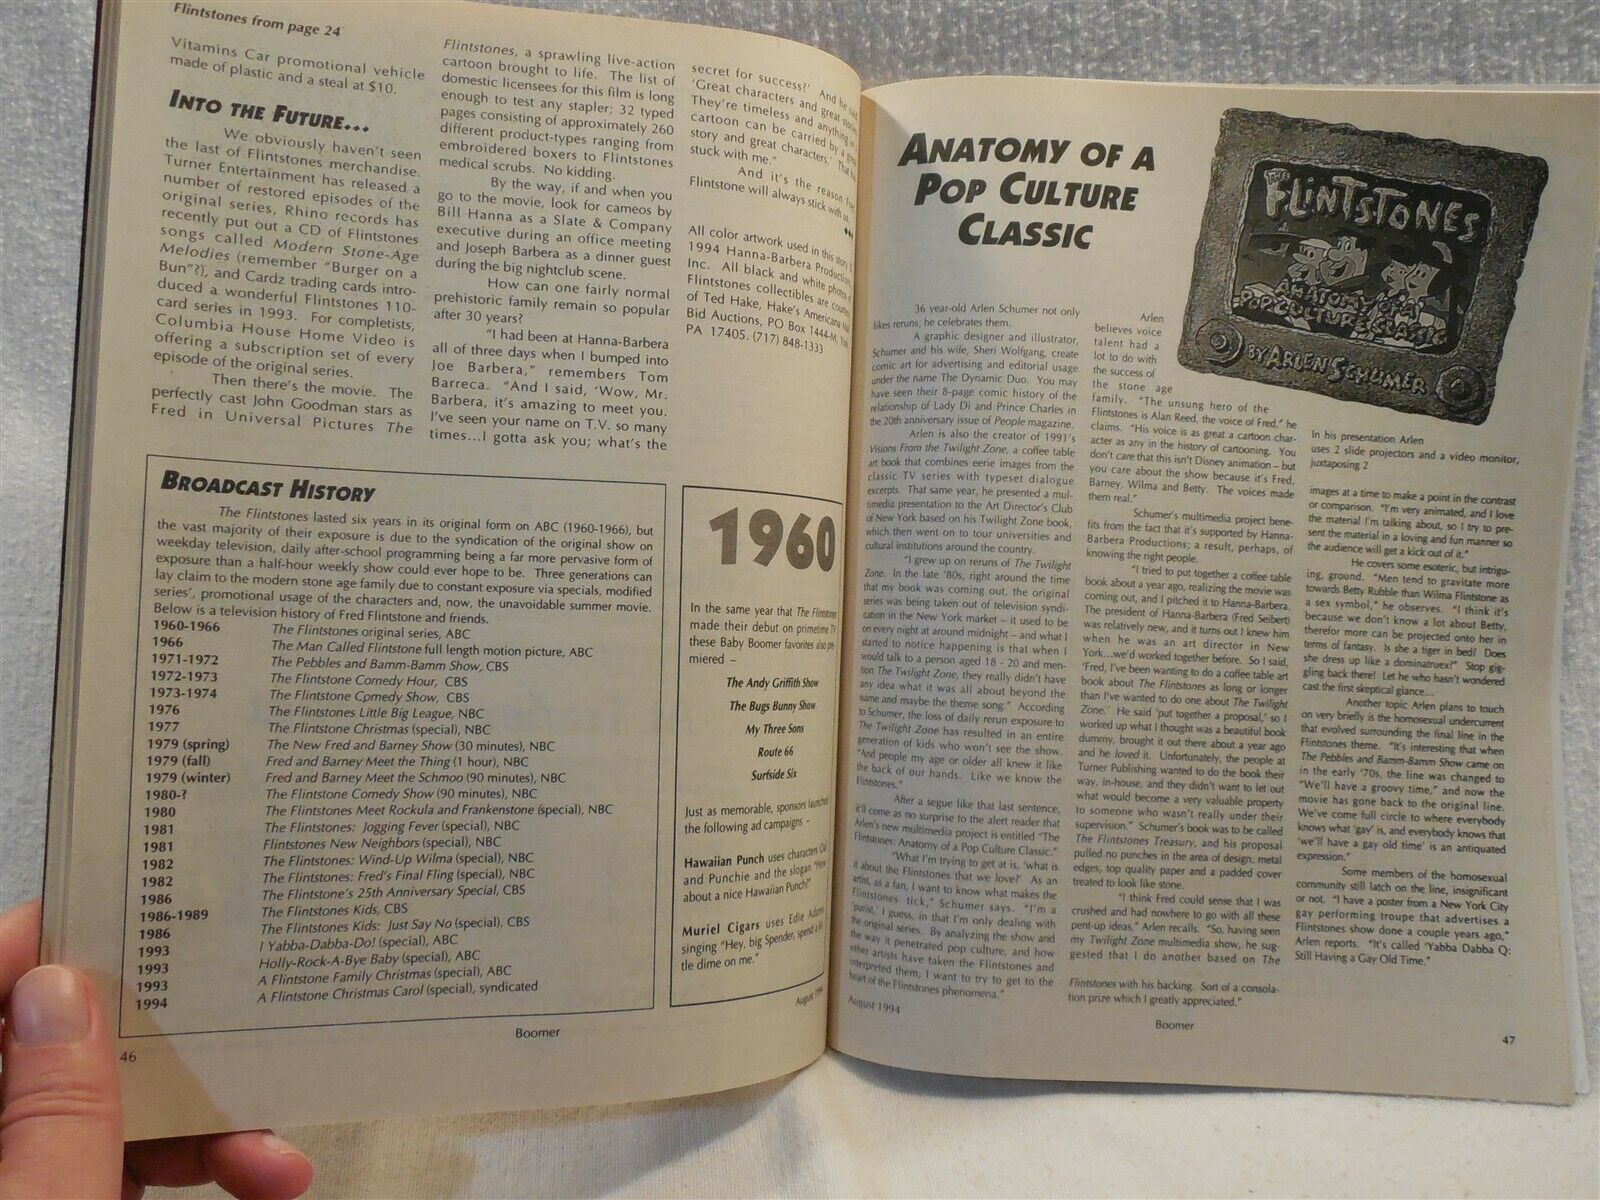 Flintstones from page 24
Vitamins Car promotional vehicle
made of plastic and a steal at $10.
INTO THE FUTURE...
We obviously haven't seen
the last of Flintstones merchandise.
Turner Entertainment has released a
number of restored episodes of the
original series, Rhino records has
recently put out a CD of Flintstones
songs called Modern Stone-Age
Melodies (remember "Burger on a
Bun"?), and Cardz trading cards intro-
duced a wonderful Flintstones 110-
card series in 1993. For completists,
Columbia House Home Video is
offering a subscription set of every
episode of the original series.
Then there's the movie. The
perfectly cast John Goodman stars as
Fred in Universal Pictures The
Flintstones, a sprawling live-action
cartoon brought to life. The list of
domestic licensees for this film is long
enough to test any stapler; 32 typed
pages consisting of approximately 260
different product-types ranging from
embroidered boxers to Flintstones
medical scrubs. No kidding.
By the way, if and when you
go to the movie, look for cameos by
Bill Hanna as a Slate & Company
executive during an office meeting
and Joseph Barbera as a dinner guest
during the big nightclub scene.
How can one fairly normal
prehistoric family remain so popular
after 30 years?
"I had been at Hanna-Barbera
all of three days when I bumped into
Joe Barbera," remembers Tom
Barreca. "And I said, 'Wow, Mr.
Barbera, it's amazing to meet you.
I've seen your name on T.V. so many
times...I gotta ask you; what's the
secret for success?' And he said,
'Great characters and great stories.
They're timeless and anything in a
cartoon can be carried by a great
story and great characters.' That has
stuck with me."
And it's the reason Fred
Flintstone will always stick with us.
All color artwork used in this story ©
1994 Hanna-Barbera Productions,
Inc. All black and white photos of
Flintstones collectibles are courtesy
of Ted Hake, Hake's Americana Mail
Bid Auctions, PO Box 1444-M, York,
PA 17405. (717) 848-1333
BROADCAST HISTORY
The Flintstones lasted six years in its original form on ABC (1960-1966), but
the vast majority of their exposure is due to the syndication of the original show on
weekday television, daily after-school programming being a far more pervasive form of
exposure than a half-hour weekly show could ever hope to be. Three generations can
lay claim to the modern stone age family due to constant exposure via specials, modified
series', promotional usage of the characters and, now, the unavoidable summer movie.
Below is a television history of Fred Flintstone and friends.
1960-1966 The Flintstones original series, ABC
1966 The Man Called Flintstone full length motion picture, ABC
1971-1972 The Pebbles and Bamm-Bamm Show, CBS
1972-1973 The Flintstone Comedy Hour, CBS
1973-1974 The Flintstone Comedy Show, CBS
1976 The Flintstones Little Big League, NBC
1977 The Flintstone Christmas (special), NBC
1979 (spring) The New Fred and Barney Show (30 minutes), NBC
1979 (fall) Fred and Barney Meet the Thing (1 hour), NBC
1979 (winter) Fred and Barney Meet the Schmoo (90 minutes), NBC
1980-? The Flintstone Comedy Show (90 minutes), NBC
1980 The Flintstones Meet Rockula and Frankenstone (special), NBC
1981 The Flintstones: Jogging Fever (special), NBC
1981 Flintstones New Neighbors (special), NBC
1982 The Flintstones: Wind-Up Wilma (special), NBC
1982 The Flintstones: Fred's Final Fling (special), NBC
1986 The Flintstone's 25th Anniversary Special, CBS
1986-1989 The Flintstones Kids, CBS
1986 The Flintstones Kids: Just Say No (special), CBS
1993 I Yabba-Dabba-Do! (special), ABC
1993 Holly-Rock-A-Bye Baby (special), ABC
1993 A Flintstone Family Christmas (special), ABC
1994 A Flintstone Christmas Carol (special), syndicated
1960
In the same year that The Flintstones
made their debut on primetime TV
these Baby Boomer favorites also pre-
miered –
The Andy Griffith Show
The Bugs Bunny Show
My Three Sons
Route 66
Surfside Six
Just as memorable, sponsors launched
the following ad campaigns –
Hawaiian Punch uses characters
and Punchie and the slogan "How
about a nice Hawaiian Punch?"
Muriel Cigars uses Edie Adams
singing "Hey, big Spender, spend a lit-
tle dime on me."
46
Boomer
August 1994
ANATOMY OF A
POP CULTURE
CLASSIC
THE
FLINTSTONES
ANATOMY OF A
POP CULTURE CLASSIC
BY ARLEN SCHUMER
36 year-old Arlen Schumer not only
likes reruns, he celebrates them.
A graphic designer and illustrator,
Schumer and his wife, Sheri Wolfgang, create
comic art for advertising and editorial usage
under the name The Dynamic Duo. You may
have seen their 8-page comic history of the
relationship of Lady Di and Prince Charles in
the 20th anniversary issue of People magazine.
Arlen is also the creator of 1991's
Visions From the Twilight Zone, a coffee table
art book that combines eerie images from the
classic TV series with typeset dialogue
excerpts. That same year, he presented a mul-
timedia presentation to the Art Director's Club
of New York based on his Twilight Zone book,
which then went on to tour universities and
cultural institutions around the country.
"I grew up on reruns of The Twilight
Zone. In the late '80s, right around the time
that my book was coming out, the original
series was being taken out of television syndi-
cation in the New York market – it used to be
on every night at around midnight – and what I
started to notice happening is that when I
would talk to a person aged 18 - 20 and men-
tion The Twilight Zone, they really didn't have
any idea what it was all about beyond the
name and maybe the theme song." According
to Schumer, the loss of daily rerun exposure to
The Twilight Zone has resulted in an entire
generation of kids who won't see the show.
"And people my age or older all knew it like
the back of our hands. Like we know the
Flintstones."
After a segue like that last sentence,
it'll come as no surprise to the alert reader that
Arlen's new multimedia project is entitled "The
Flintstones: Anatomy of a Pop Culture Classic."
"What I'm trying to get at is, 'what is
it about the Flintstones that we love?' As an
artist, as a fan, I want to know what makes the
Flintstones tick," Schumer says. "I'm a
purist,' I guess, in that I'm only dealing with
the original series. By analyzing the show and
the way it penetrated pop culture, and how
other artists have taken the Flintstones and
interpreted them, I want to try to get to the
heart of the Flintstones phenomena."
Arlen
believes voice
talent had a
lot to do with
the success of
the stone age
family. "The unsung hero of the
Flintstones is Alan Reed, the voice of Fred," he
claims. "His voice is as great a cartoon char-
acter as any in the history of cartooning. You
don't care that this isn't Disney animation – but
you care about the show because it's Fred,
Barney, Wilma and Betty. The voices made
them real."
Schumer's multimedia project bene-
fits from the fact that it's supported by Hanna-
Barbera Productions; a result, perhaps, of
knowing the right people.
"I tried to put together a coffee table
book about a year ago, realizing the movie was
coming out, and I pitched it to Hanna-Barbera.
The president of Hanna-Barbera (Fred Seibert)
was relatively new, and it turns out I knew him
when he was an art director in New
York...we'd worked together before. So I said,
'Fred, I've been wanting to do a coffee table art
book about The Flintstones as long or longer
than I've wanted to do one about The Twilight
Zone.' He said 'put together a proposal,' so I
worked up what I thought was a beautiful book
dummy, brought it out there about a year ago
and he loved it. Unfortunately, the people at
Turner Publishing wanted to do the book their
way, in-house, and they didn't want to let out
what would become a very valuable property
to someone who wasn't really under their
supervision." Schumer's book was to be called
The Flintstones Treasury, and his proposal
pulled no punches in the area of design; metal
edges, top quality paper and a padded cover
treated to look like stone.
"I think Fred could sense that I was
crushed and had nowhere to go with all these
pent-up ideas," Arlen recalls. "So, having seen
my Twilight Zone multimedia show, he sug-
gested that I do another based on The
Flintstones with his backing. Sort of a consola-
tion prize which I greatly appreciated."
In his presentation Arlen
uses 2 slide projectors and a video monitor,
juxtaposing 2
images at a time to make a point in the contrast
or comparison. "I'm very animated, and I love
the material I'm talking about, so I try to pre-
sent the material in a loving and fun manner so
the audience will get a kick out of it."
He covers some esoteric, but intrigu-
ing, ground. "Men tend to gravitate more
towards Betty Rubble than Wilma Flintstone as
a sex symbol," he observes. "I think it's
because we don't know a lot about Betty,
therefor more can be projected onto her in
terms of fantasy. Is she a tiger in bed? Does
she dress up like a dominatruex?" Stop gig-
gling back there! Let he who hasn't wondered
cast the first skeptical glance...
Another topic Arlen plans to touch
on very briefly is the homosexual undercurrent
that evolved surrounding the final line in the
Flintstones theme. "It's interesting that when
The Pebbles and Bamm-Bamm Show came on
in the early '70s, the line was changed to
"We'll have a groovy time," and now the
movie has gone back to the original line.
We've come full circle to where everybody
knows what 'gay' is, and everybody knows that
'we'll have a gay old time' is an antiquated
expression."
Some members of the homosexual
community still latch on the line, insignificant
or not. "I have a poster from a New York City
gay performing troupe that advertises a
Flintstones show done a couple years ago,"
Arlen reports. "It's called 'Yabba Dabba Q:
Still Having a Gay Old Time."
August 1994
Boomer
47